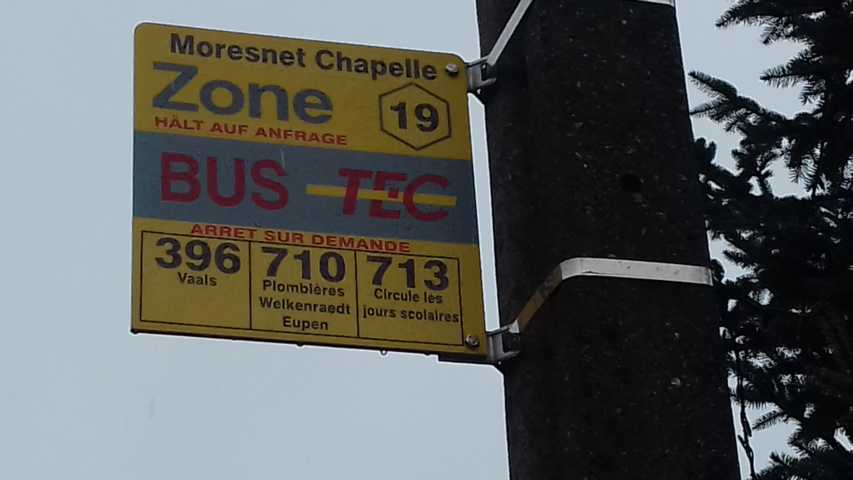 Moresnet Chapelle
Zone 19
HÄLT AUF ANFRAGE
BUS TEC
ARRET SUR DEMANDE
396 710 713
Vaals
Plombières
Welkenraedt
Eupen
Circule les
jours scolaires